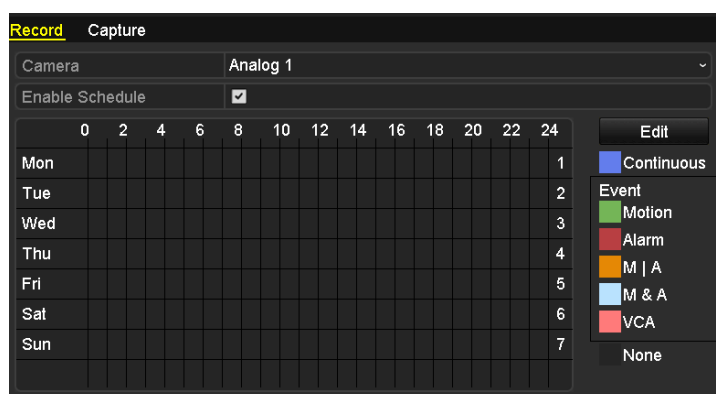 Record Capture
Camera Analog 1
Enable Schedule
0 2 4 6 8 10 12 14 16 18 20 22 24 Edit
Mon 1 Continuous
Tue 2 Event
Motion
Wed 3
Alarm
Thu 4
M | A
Fri 5
M & A
Sat 6
VCA
Sun 7
None